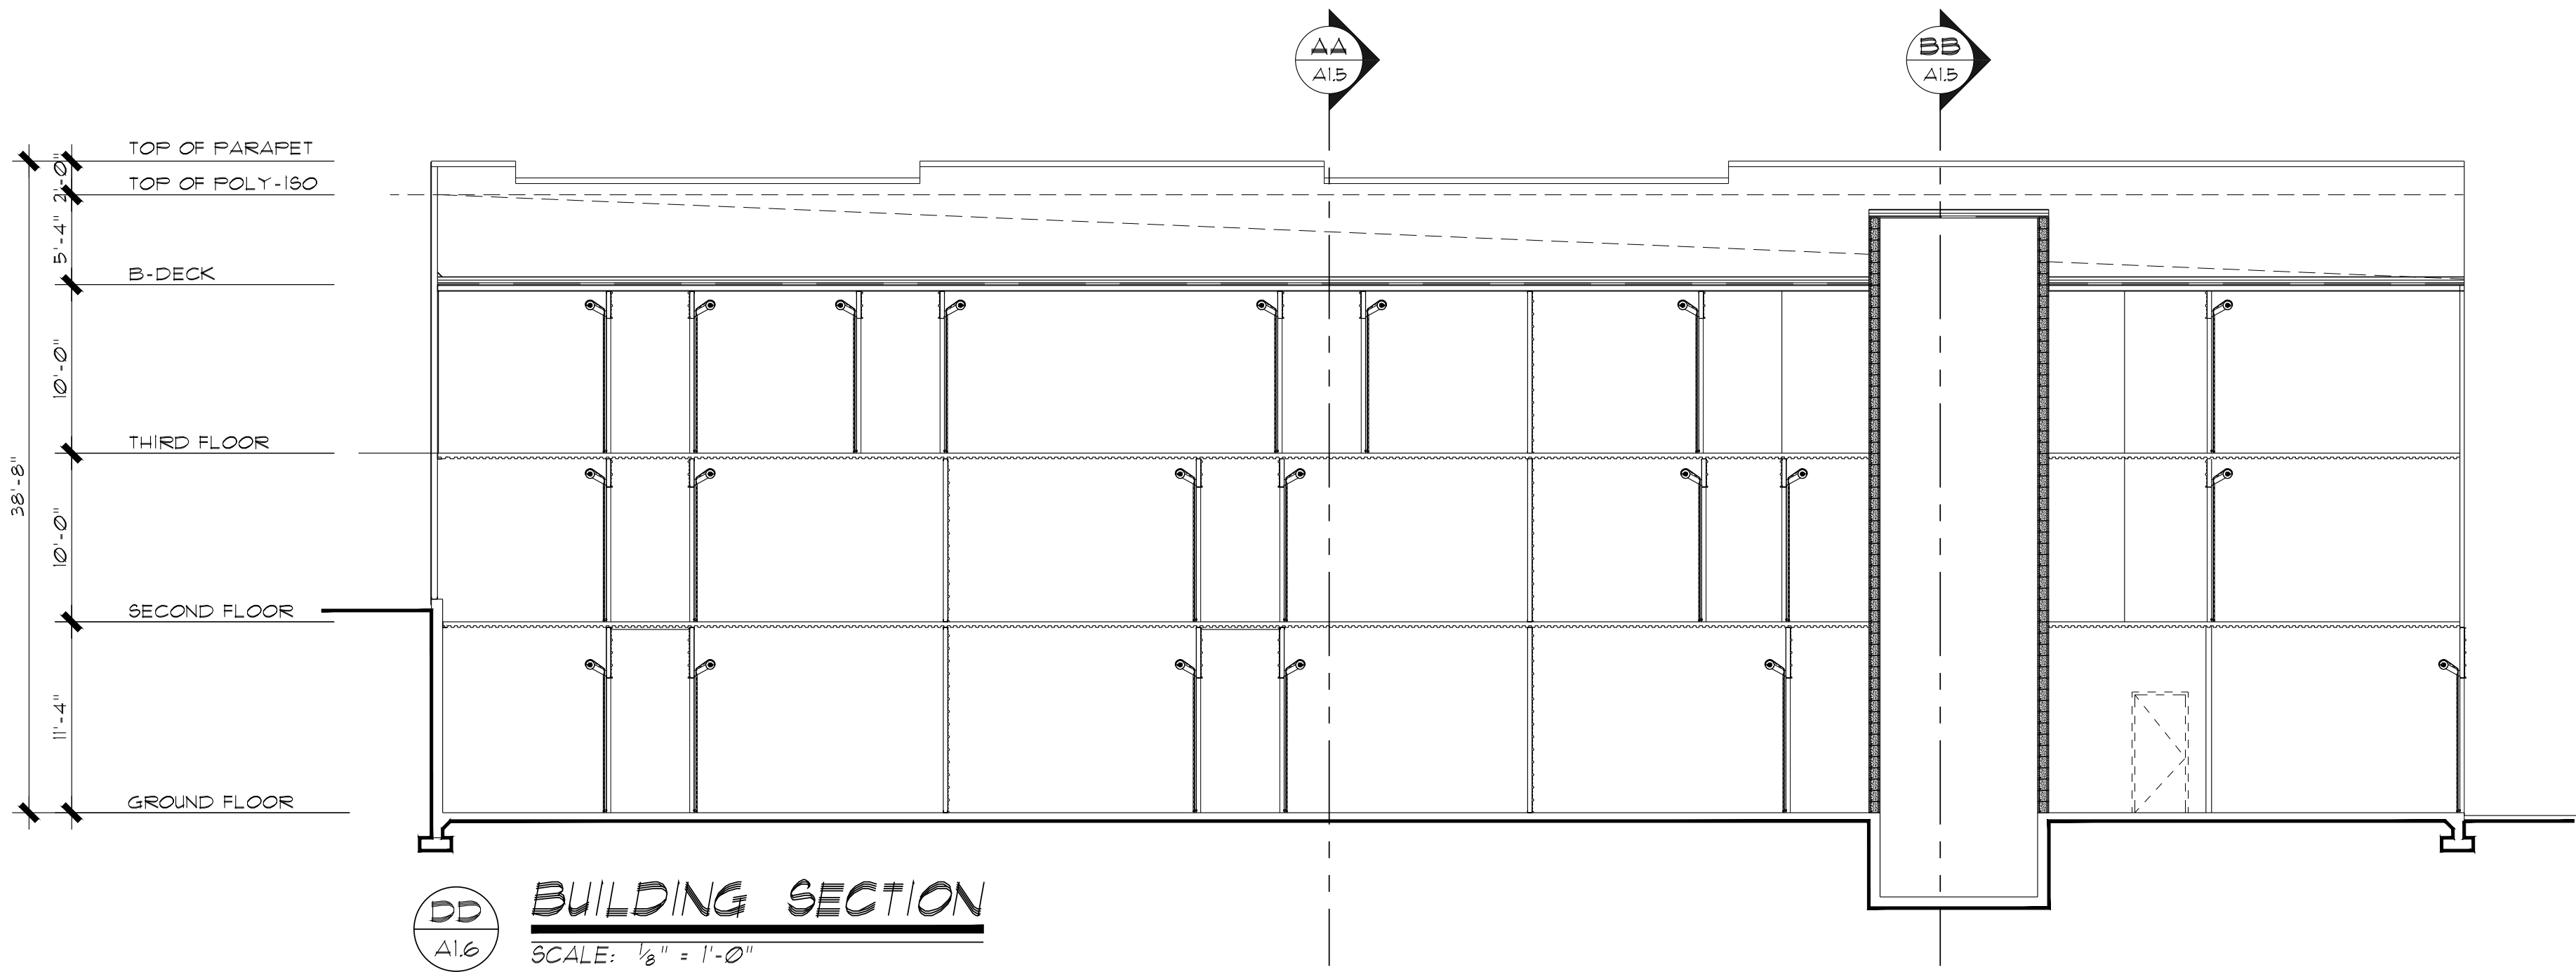 AA
A1.5
BB
A1.5
TOP OF PARAPET
2'-0"
TOP OF POLY-ISO
5'-4"
B-DECK
10'-0"
THIRD FLOOR
38'-8"
10'-0"
SECOND FLOOR
11'-4"
GROUND FLOOR
DD
A1.6
BUILDING SECTION
SCALE: 1/8" = 1'-0"